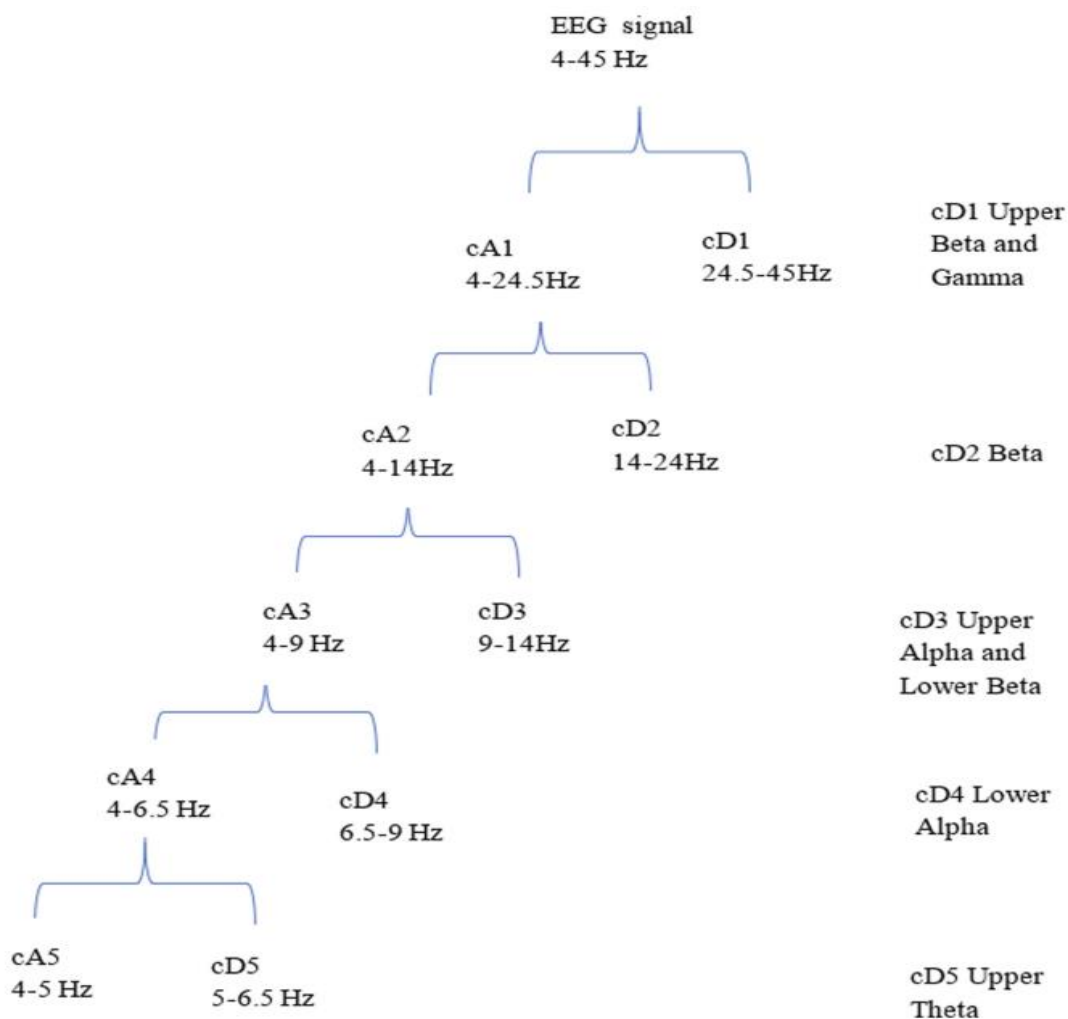 EEG signal
4-45 Hz
cA1
4-24.5Hz
cD1
24.5-45Hz
cD1 Upper
Beta and
Gamma
cA2
4-14Hz
cD2
14-24Hz
cD2 Beta
cA3
4-9 Hz
cD3
9-14Hz
cD3 Upper
Alpha and
Lower Beta
cA4
4-6.5 Hz
cD4
6.5-9 Hz
cD4 Lower
Alpha
cA5
4-5 Hz
cD5
5-6.5 Hz
cD5 Upper
Theta